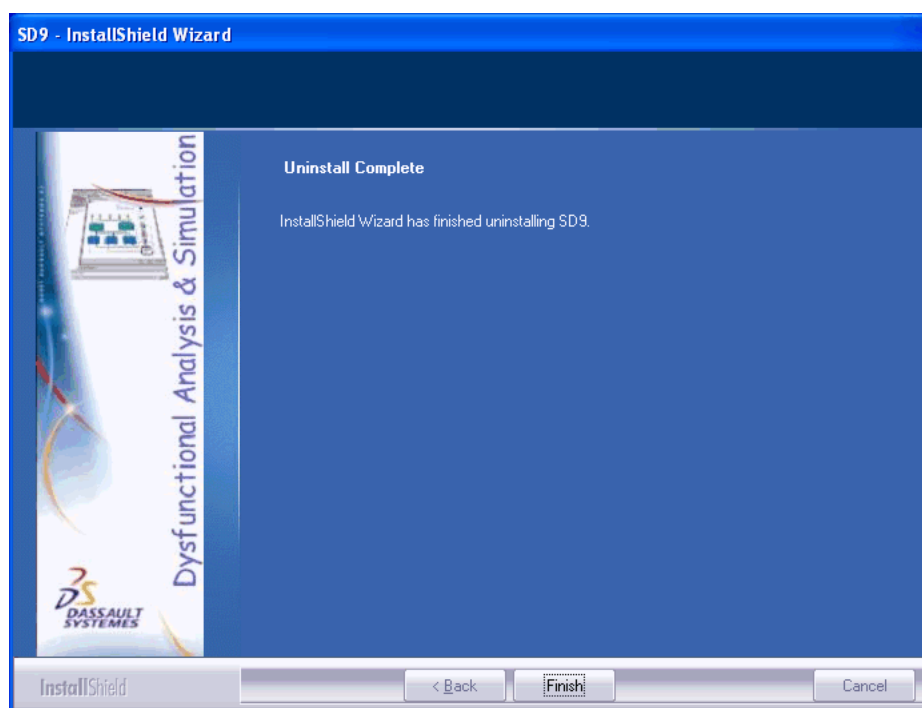 SD9 - InstallShield Wizard
Dysfunctional Analysis & Simulation
Uninstall Complete
InstallShield Wizard has finished uninstalling SD9.
DS
DASSAULT
SYSTEMES
InstallShield
< Back
Finish
Cancel